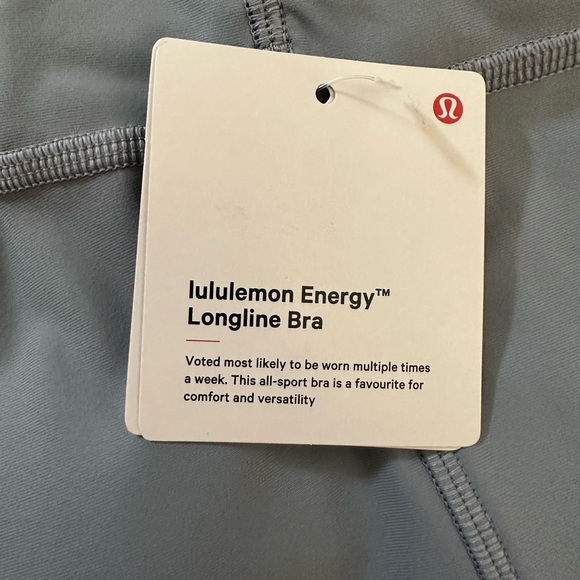 lululemon Energy™
Longline Bra
Voted most likely to be worn multiple times
a week. This all-sport bra is a favourite for
comfort and versatility